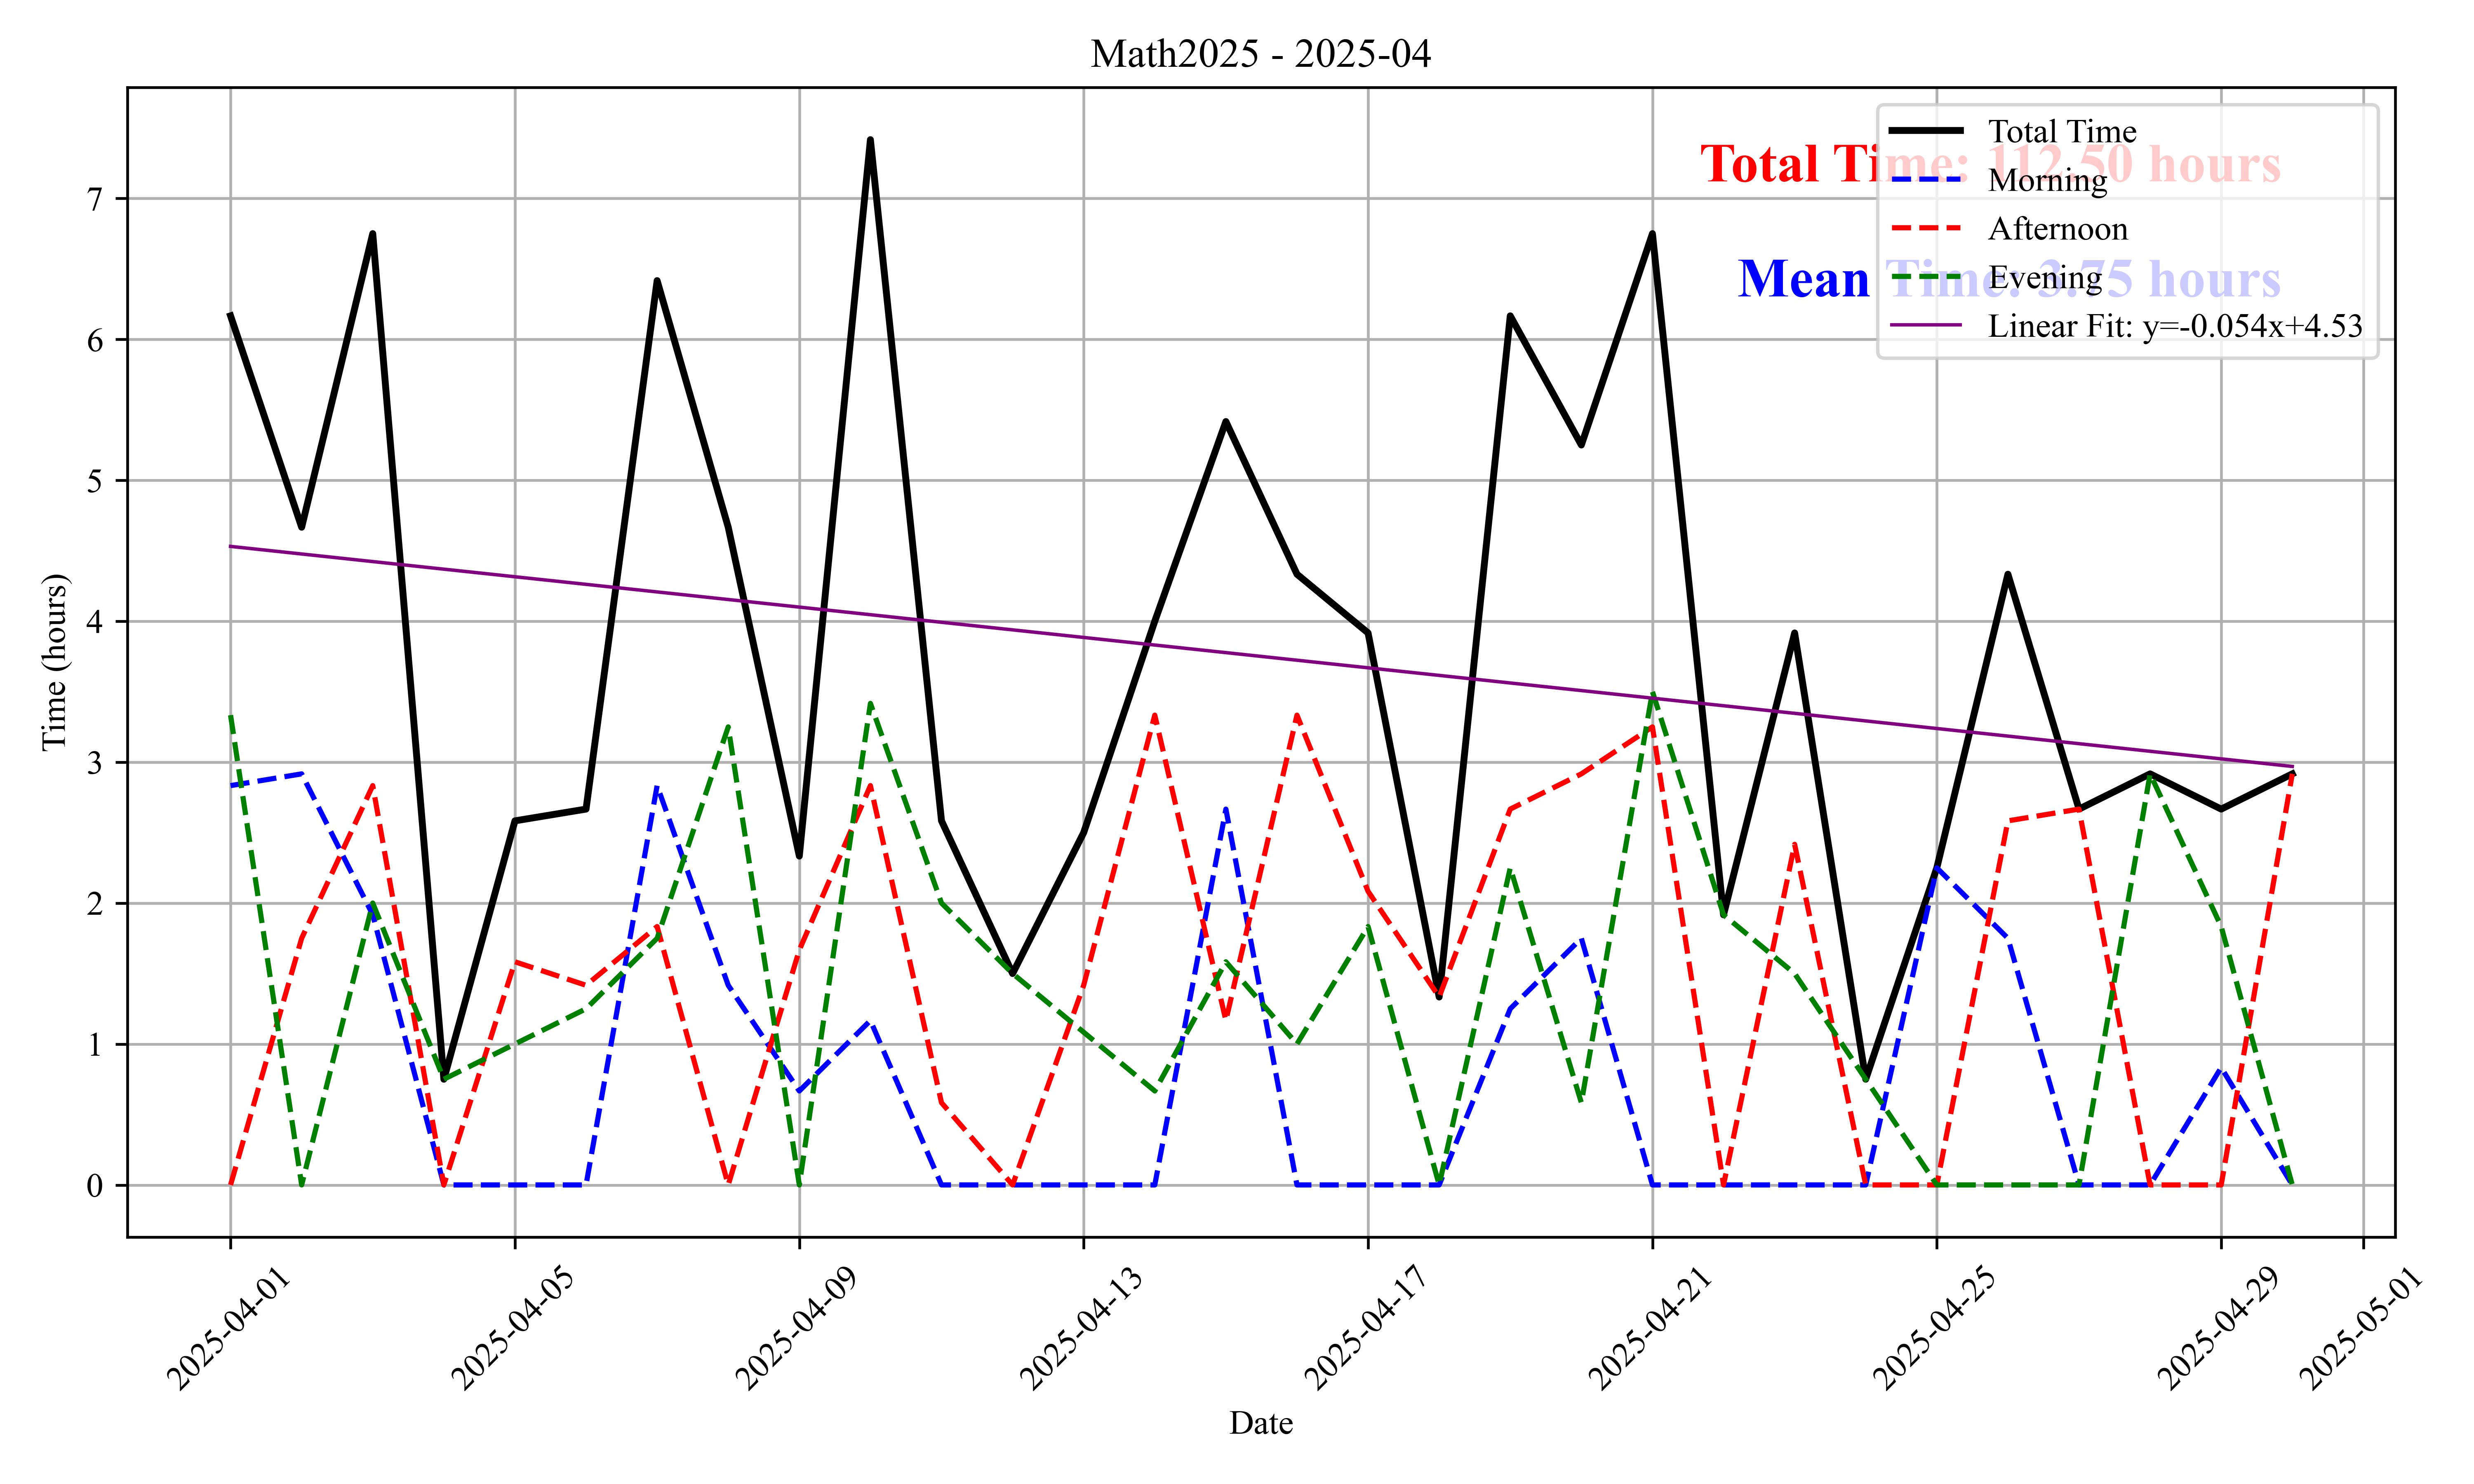 Math2025 - 2025-04
Total Time: 112.50 hours
Mean Time: 3.75 hours
Total Time
Morning
Afternoon
Evening
Linear Fit: y=-0.054x+4.53
Time (hours)
7
6
5
4
3
2
1
0
2025-04-01
2025-04-05
2025-04-09
2025-04-13
2025-04-17
2025-04-21
2025-04-25
2025-04-29
2025-05-01
Date